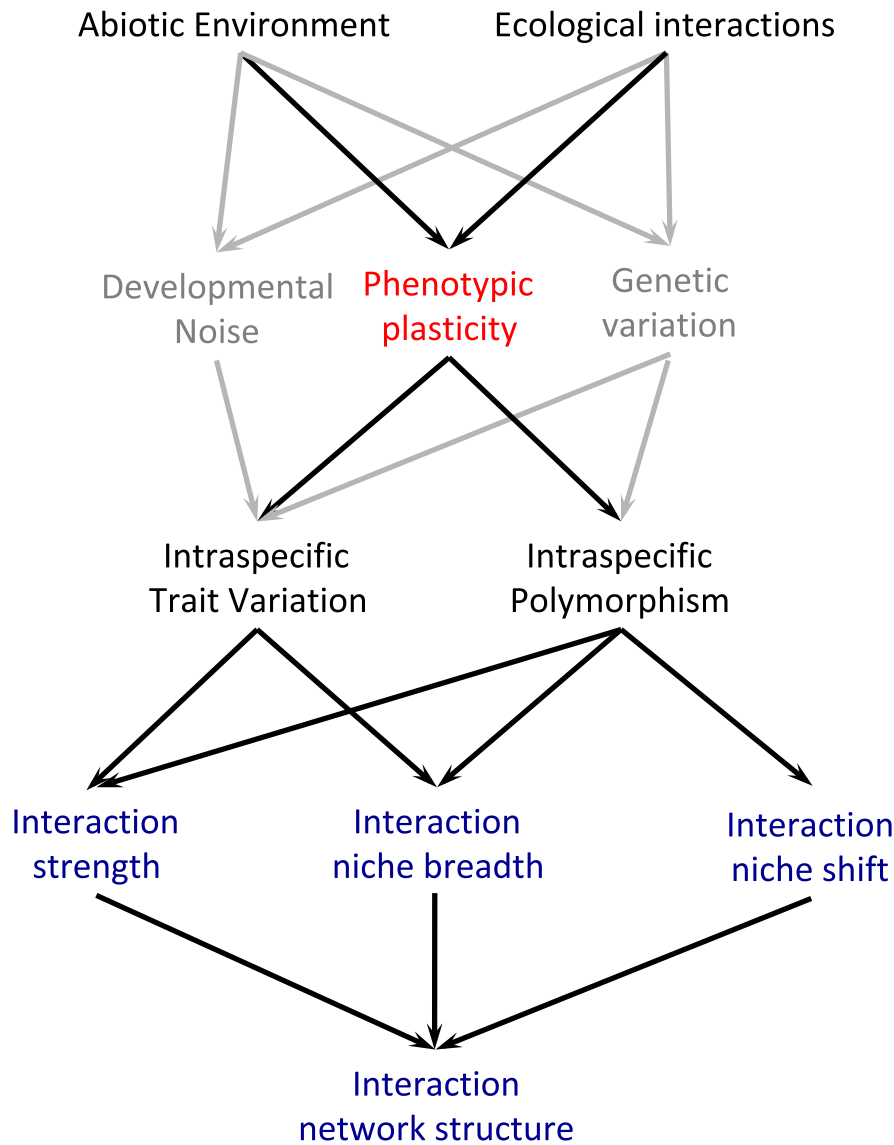 Abiotic Environment
Ecological interactions
Developmental
Noise
Phenotypic
plasticity
Genetic
variation
Intraspecific
Trait Variation
Intraspecific
Polymorphism
Interaction
strength
Interaction
niche breadth
Interaction
niche shift
Interaction
network structure